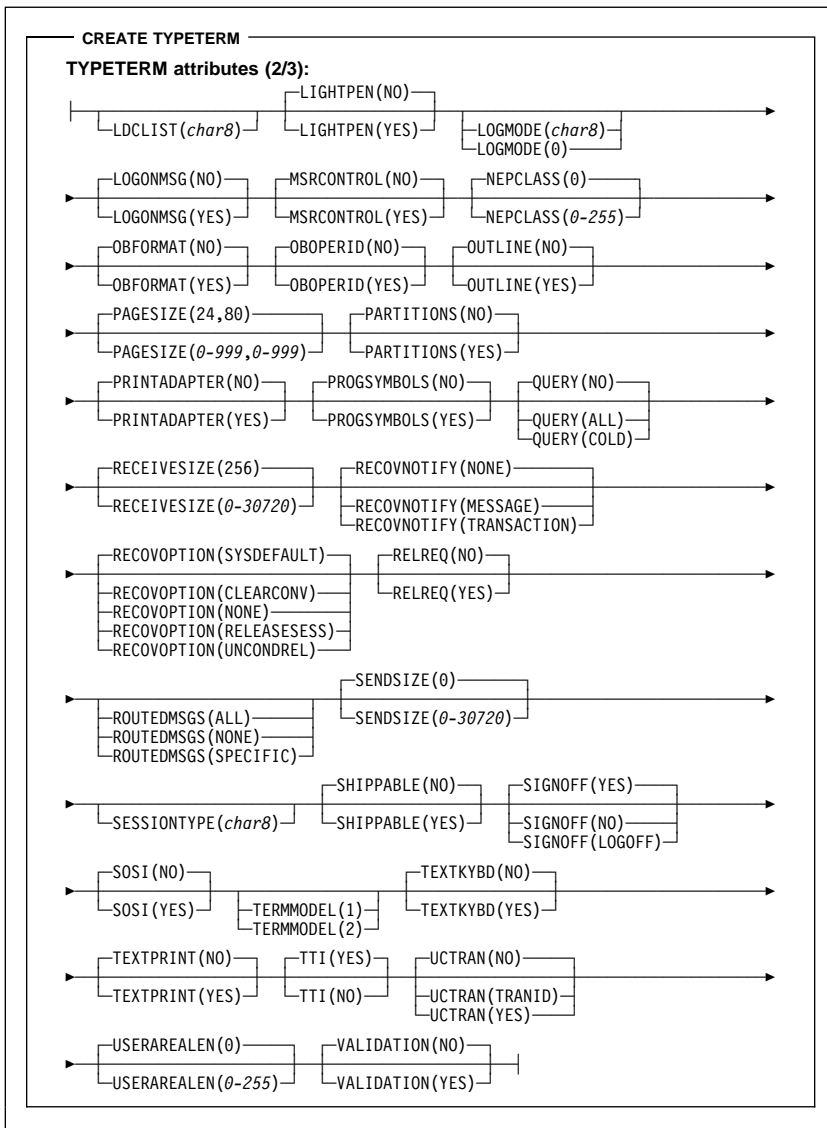 CREATE TYPETERM
TYPETERM attributes (2/3):
LIGHTPEN(NO)
LDCLIST(char8) LIGHTPEN(YES) LOGMODE(char8)
LOGMODE(0)
LOGONMSG(NO) MSRCONTROL(NO) NEPCLASS(0)
LOGONMSG(YES) MSRCONTROL(YES) NEPCLASS(0-255)
OBFORMAT(NO) OBOPERID(NO) OUTLINE(NO)
OBFORMAT(YES) OBOPERID(YES) OUTLINE(YES)
PAGESIZE(24,80) PARTITIONS(NO)
PAGESIZE(0-999,0-999) PARTITIONS(YES)
PRINTADAPTER(NO) PROGSYMBOLS(NO) QUERY(NO)
PRINTADAPTER(YES) PROGSYMBOLS(YES) QUERY(ALL)
QUERY(COLD)
RECEIVESIZE(256) RECOVNOTIFY(NONE)
RECEIVESIZE(0-30720) RECOVNOTIFY(MESSAGE)
RECOVNOTIFY(TRANSACTION)
RECOVOPTION(SYSDEFAULT) RELREQ(NO)
RECOVOPTION(CLEARCONV) RELREQ(YES)
RECOVOPTION(NONE)
RECOVOPTION(RELEASESESS)
RECOVOPTION(UNCONDREL)
SENDSIZE(0)
ROUTEDMSGS(ALL) SENDSIZE(0-30720)
ROUTEDMSGS(NONE)
ROUTEDMSGS(SPECIFIC)
SHIPPABLE(NO) SIGNOFF(YES)
SESSIONTYPE(char8) SHIPPABLE(YES) SIGNOFF(NO)
SIGNOFF(LOGOFF)
SOSI(NO) TEXTKYBD(NO)
SOSI(YES) TERMMODEL(1) TEXTKYBD(YES)
TERMMODEL(2)
TEXTPRINT(NO) TTI(YES) UCTRAN(NO)
TEXTPRINT(YES) TTI(NO) UCTRAN(TRANID)
UCTRAN(YES)
USERAREALEN(0) VALIDATION(NO)
USERAREALEN(0-255) VALIDATION(YES)